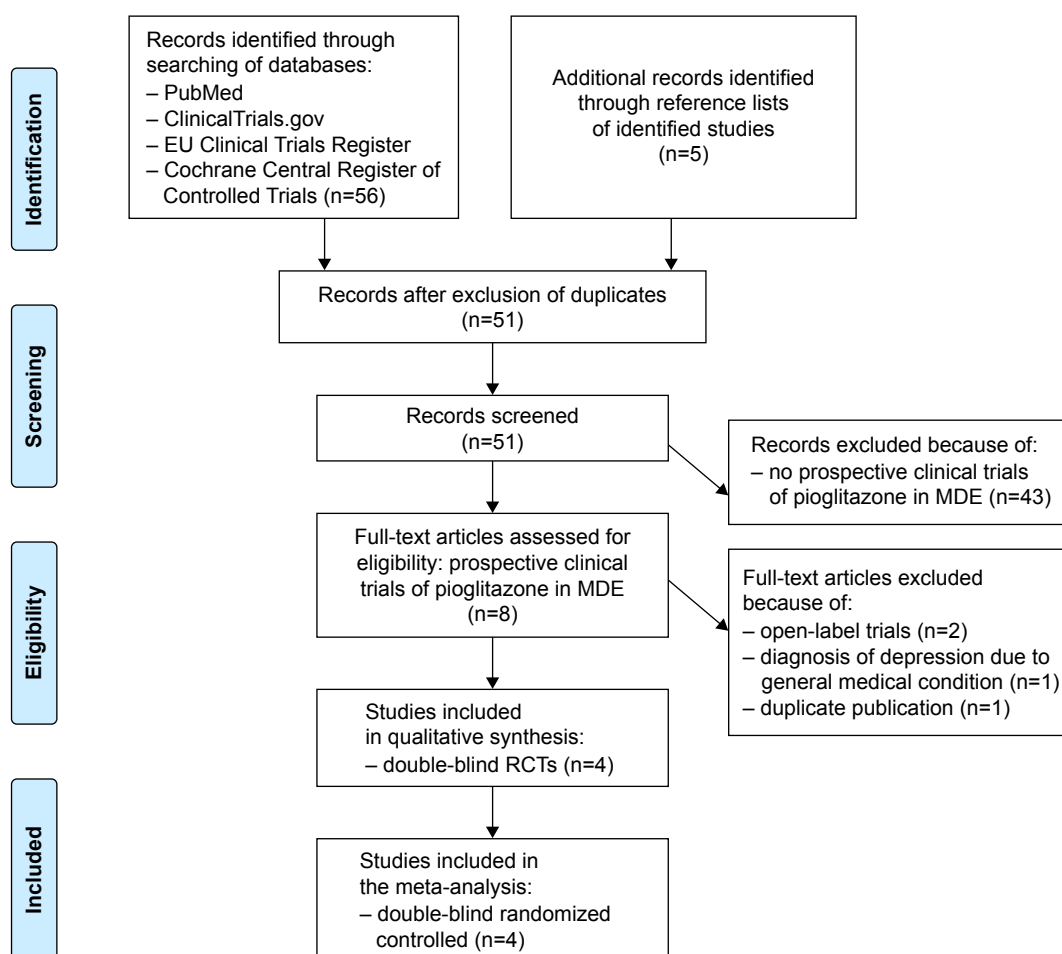 Identification
Records identified through
searching of databases:
– PubMed
– ClinicalTrials.gov
– EU Clinical Trials Register
– Cochrane Central Register of
Controlled Trials (n=56)
Additional records identified
through reference lists
of identified studies
(n=5)
Records after exclusion of duplicates
(n=51)
Screening
Records screened
(n=51)
Records excluded because of:
– no prospective clinical trials
of pioglitazone in MDE (n=43)
Eligibility
Full-text articles assessed for
eligibility: prospective clinical
trials of pioglitazone in MDE
(n=8)
Full-text articles excluded
because of:
– open-label trials (n=2)
– diagnosis of depression due to
general medical condition (n=1)
– duplicate publication (n=1)
Studies included
in qualitative synthesis:
– double-blind RCTs (n=4)
Included
Studies included in
the meta-analysis:
– double-blind randomized
controlled (n=4)